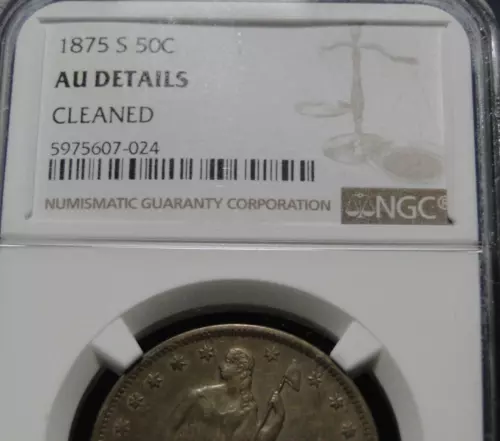 1875 S 50C
AU DETAILS
CLEANED
5975607-024
NUMISMATIC GUARANTY CORPORATION NGC®